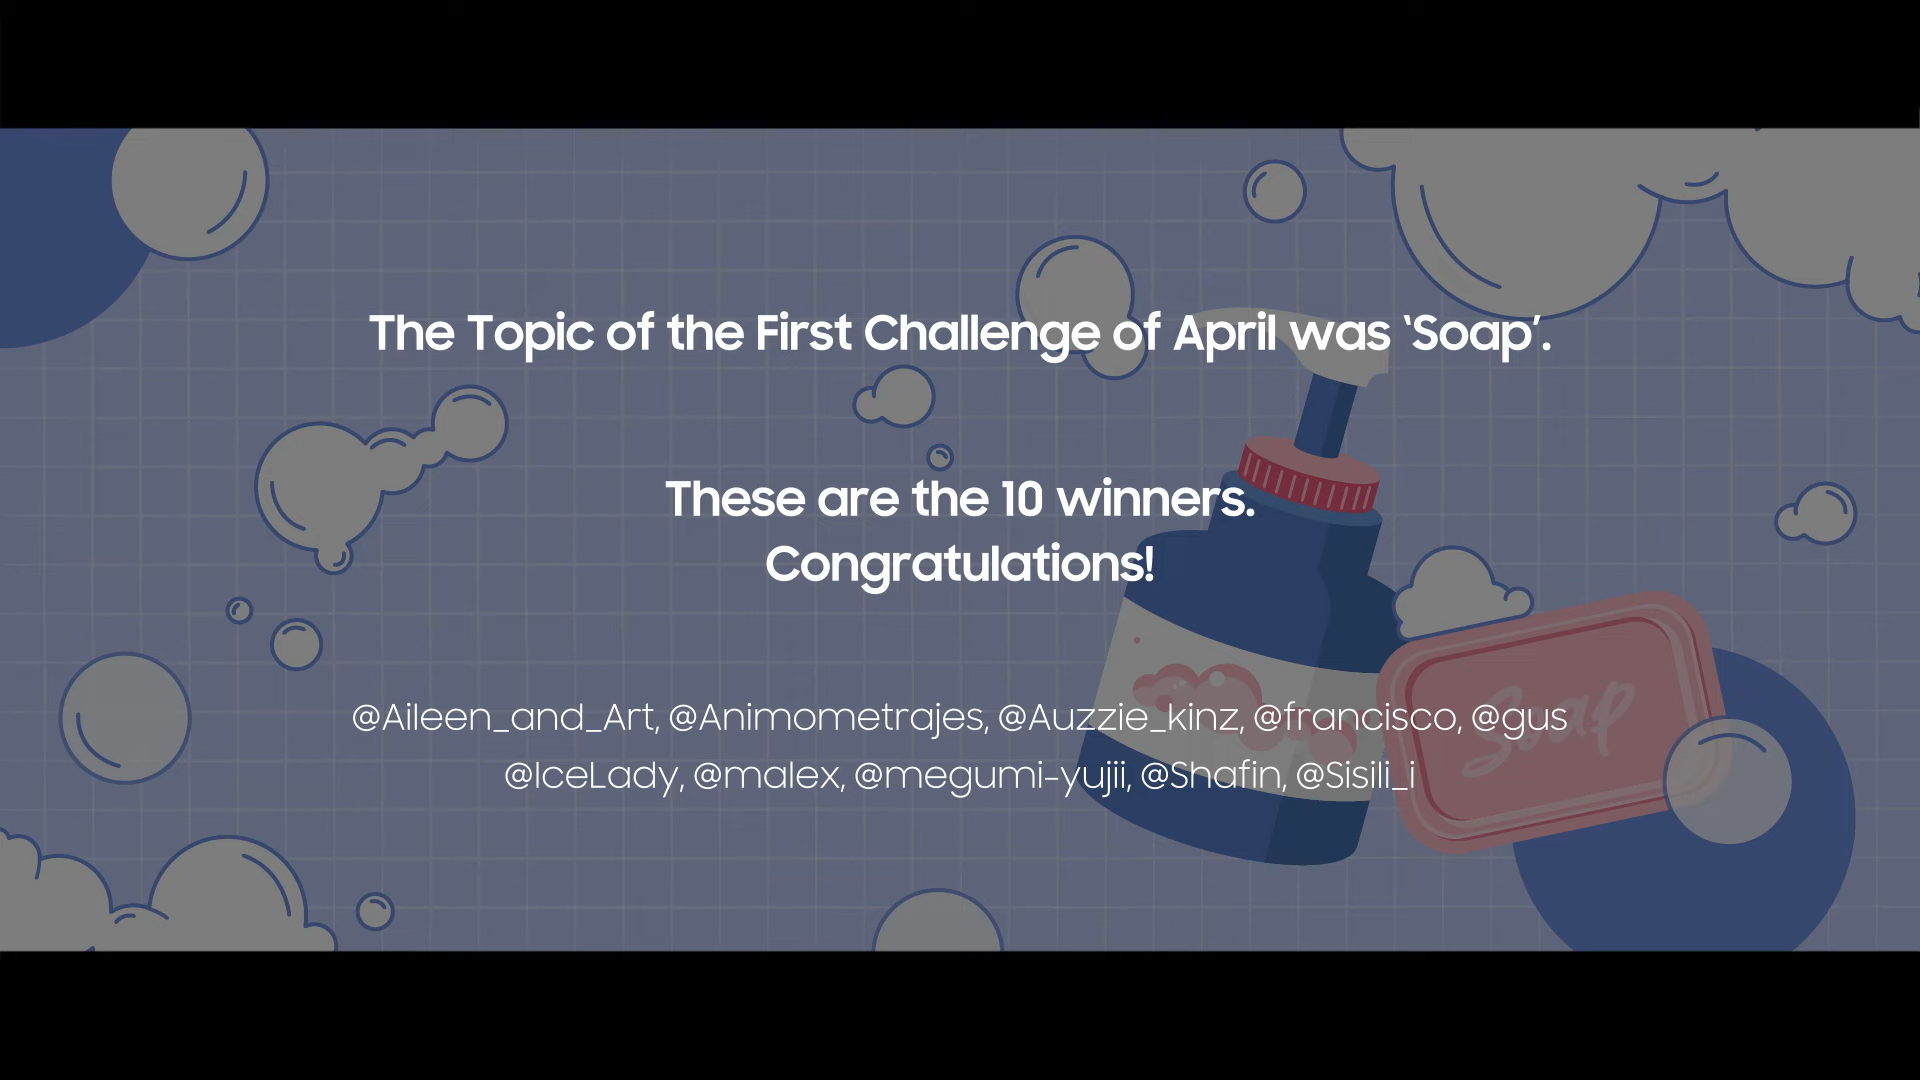 The Topic of the First Challenge of April was ‘Soap’.
These are the 10 winners.
Congratulations!
@Aileen_and_Art, @Animometrajes, @Auzzie_kinz, @francisco, @gus
@IceLady, @malex, @megumi-yujii, @Shafin, @Sisili_i
Soap